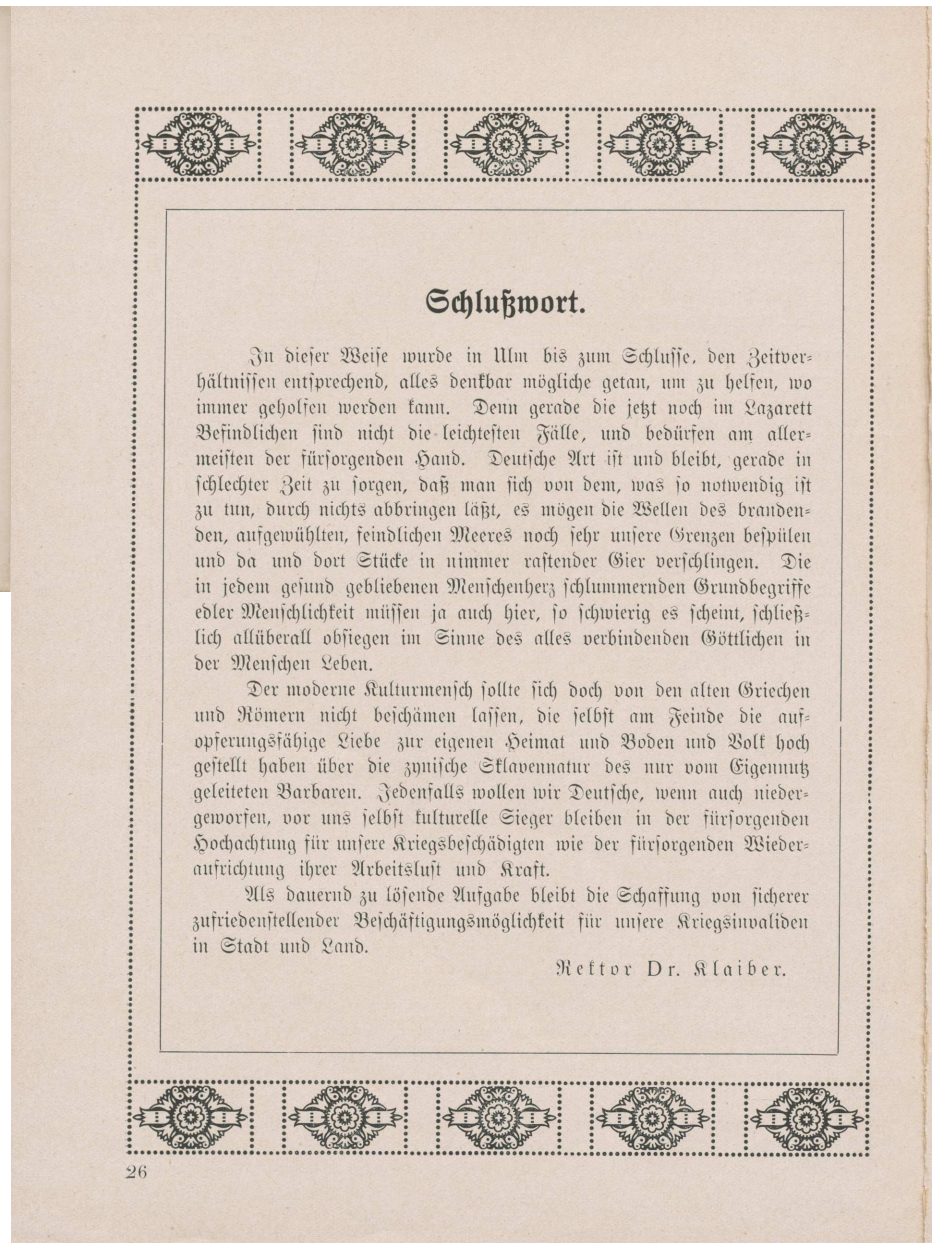 Schlußwort.
In dieser Weise wurde in Ulm bis zum Schlusse, den Zeitver-
hältnissen entsprechend, alles denkbar mögliche getan, um zu helfen, wo
immer geholfen werden kann. Denn gerade die jetzt noch im Lazarett
Befindlichen sind nicht die leichtesten Fälle, und bedürfen am aller-
meisten der fürsorgenden Hand. Deutsche Art ist und bleibt, gerade in
schlechter Zeit zu sorgen, daß man sich von dem, was so notwendig ist
zu tun, durch nichts abbringen läßt, es mögen die Wellen des branden-
den, aufgewühlten, feindlichen Meeres noch sehr unsere Grenzen bespülen
und da und dort Stücke in nimmer rastender Gier verschlingen. Die
in jedem gesund gebliebenen Menschenherz schlummernden Grundbegriffe
edler Menschlichkeit müssen ja auch hier, so schwierig es scheint, schließ-
lich allüberall obsiegen im Sinne des alles verbindenden Göttlichen in
der Menschen Leben.
Der moderne Kulturmensch sollte sich doch von den alten Griechen
und Römern nicht beschämen lassen, die selbst am Feinde die auf-
opferungsfähige Liebe zur eigenen Heimat und Boden und Volk hoch
gestellt haben über die zynische Sklavennatur des nur vom Eigennutz
geleiteten Barbaren. Jedenfalls wollen wir Deutsche, wenn auch nieder-
geworfen, vor uns selbst kulturelle Sieger bleiben in der fürsorgenden
Hochachtung für unsere Kriegsbeschädigten wie der fürsorgenden Wieder-
aufrichtung ihrer Arbeitslust und Kraft.
Als dauernd zu lösende Aufgabe bleibt die Schaffung von sicherer
zufriedenstellender Beschäftigungsmöglichkeit für unsere Kriegsinvaliden
in Stadt und Land.
Rektor Dr. Klaiber.
26